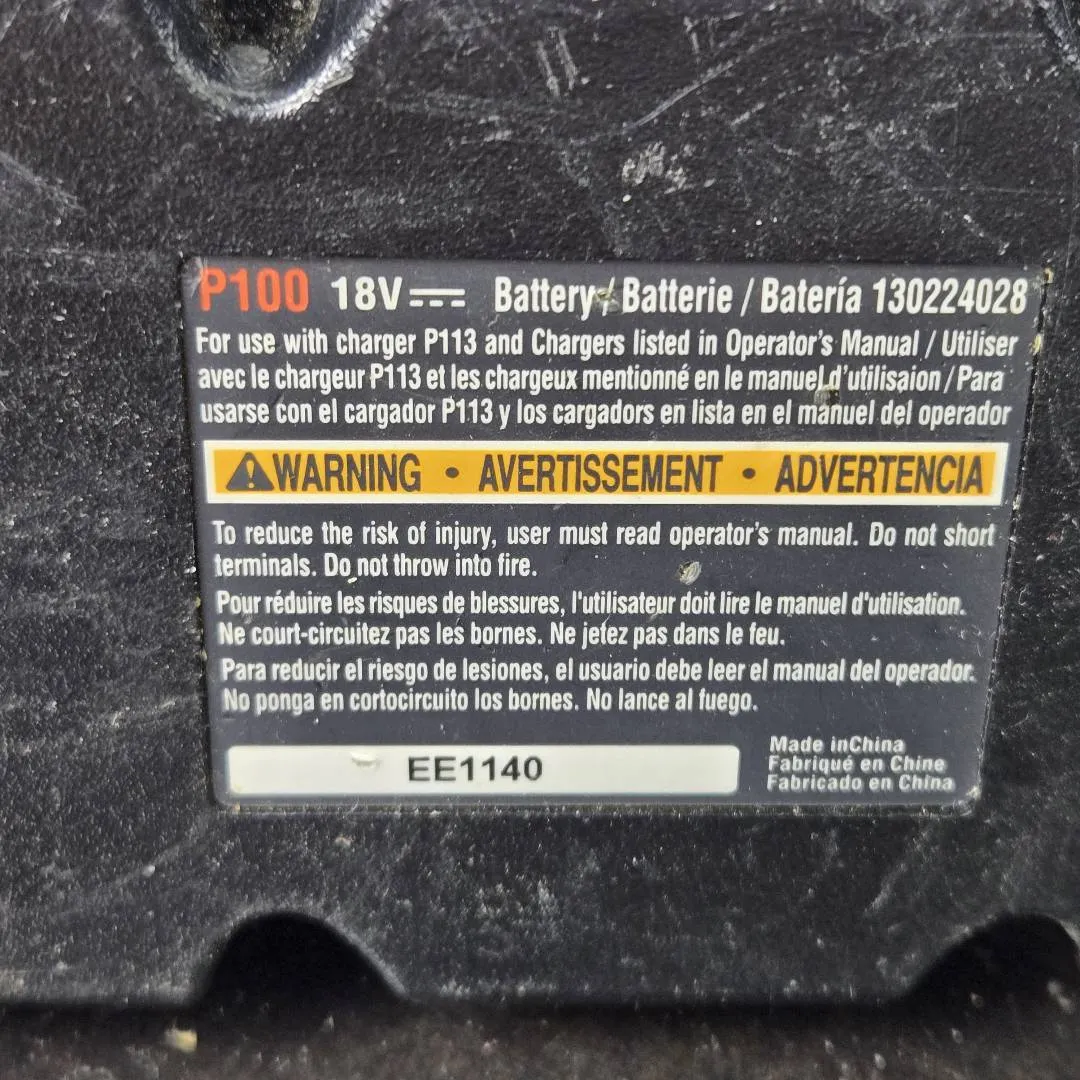 P100 18V Battery / Batterie / Batería 130224028
For use with charger P113 and Chargers listed in Operator's Manual / Utiliser
avec le chargeur P113 et les chargeux mentionné en le manuel d'utilisaion / Para
usarse con el cargador P113 y los cargadors en lista en el manuel del operador
WARNING • AVERTISSEMENT • ADVERTENCIA
To reduce the risk of injury, user must read operator's manual. Do not short
terminals. Do not throw into fire.
Pour réduire les risques de blessures, l'utilisateur doit lire le manuel d'utilisation.
Ne court-circuitez pas les bornes. Ne jetez pas dans le feu.
Para reducir el riesgo de lesiones, el usuario debe leer el manual del operador.
No ponga en cortocircuito los bornes. No lance al fuego.
EE1140
Made inChina
Fabriqué en Chine
Fabricado en China